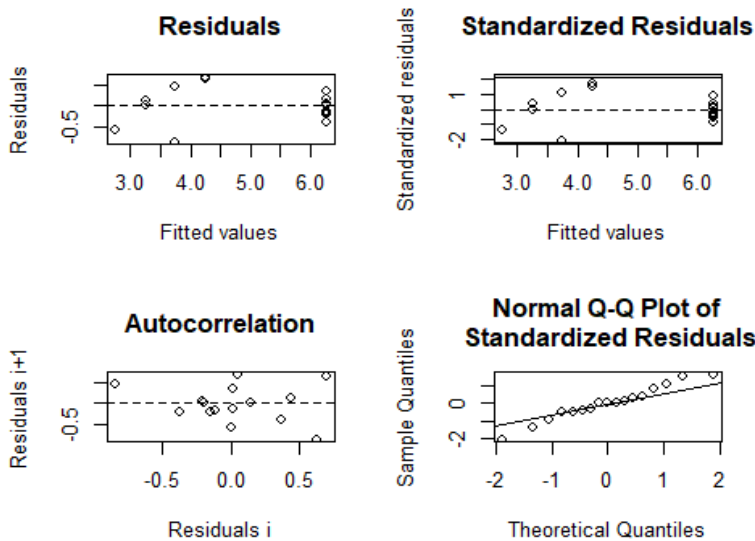 Residuals
Residuals
-0.5
3.0 4.0 5.0 6.0
Fitted values
Standardized Residuals
Standardized residuals
-2 1
3.0 4.0 5.0 6.0
Fitted values
Autocorrelation
Residuals i+1
-0.5
-0.5 0.0 0.5
Residuals i
Normal Q-Q Plot of
Standardized Residuals
Sample Quantiles
-2 0
-2 -1 0 1 2
Theoretical Quantiles